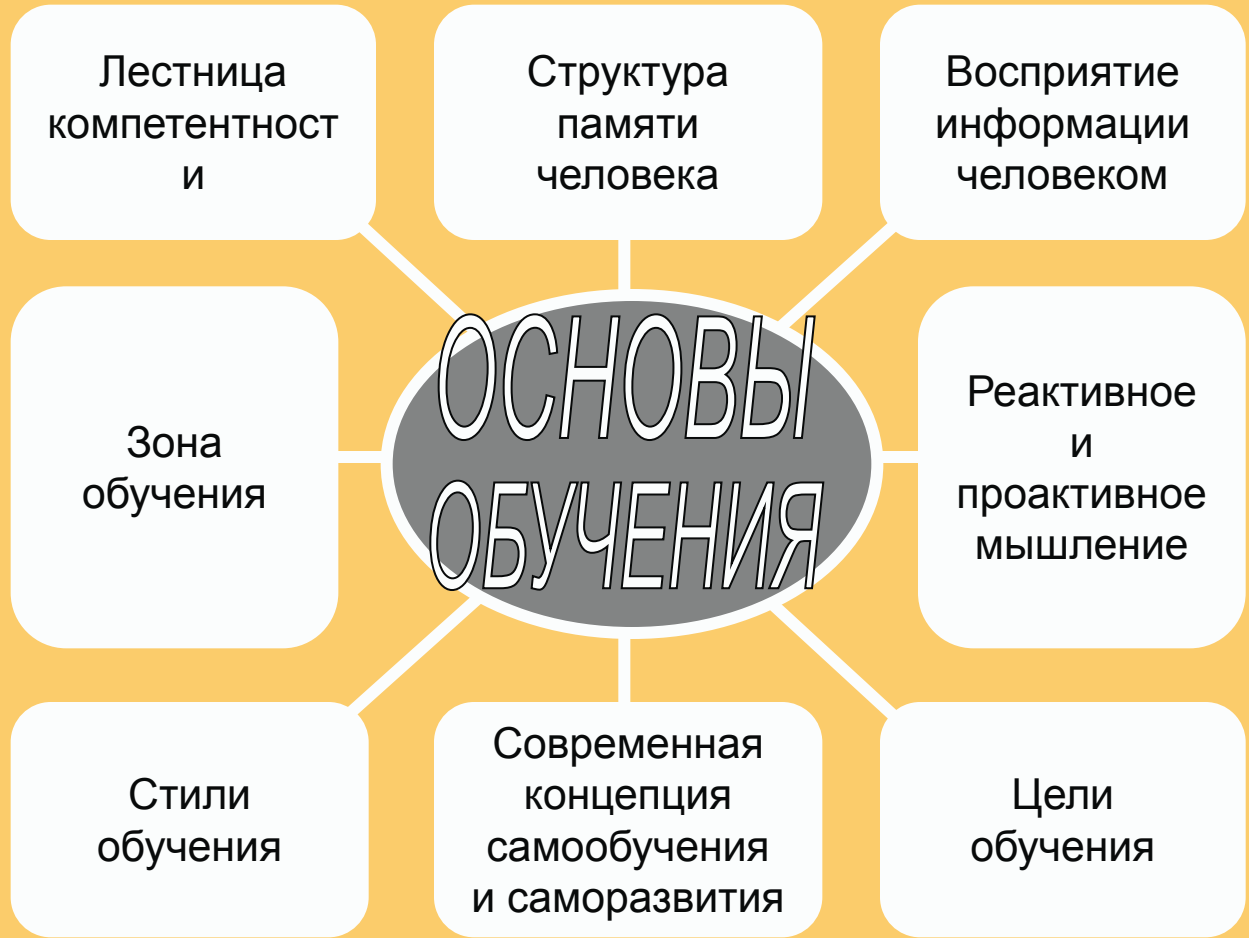 Лестница
компетентност
и
Структура
памяти
человека
Восприятие
информации
человеком
Зона
обучения
ОСНОВЫ
ОБУЧЕНИЯ
Реактивное
и
проактивное
мышление
Стили
обучения
Современная
концепция
самообучения
и саморазвития
Цели
обучения